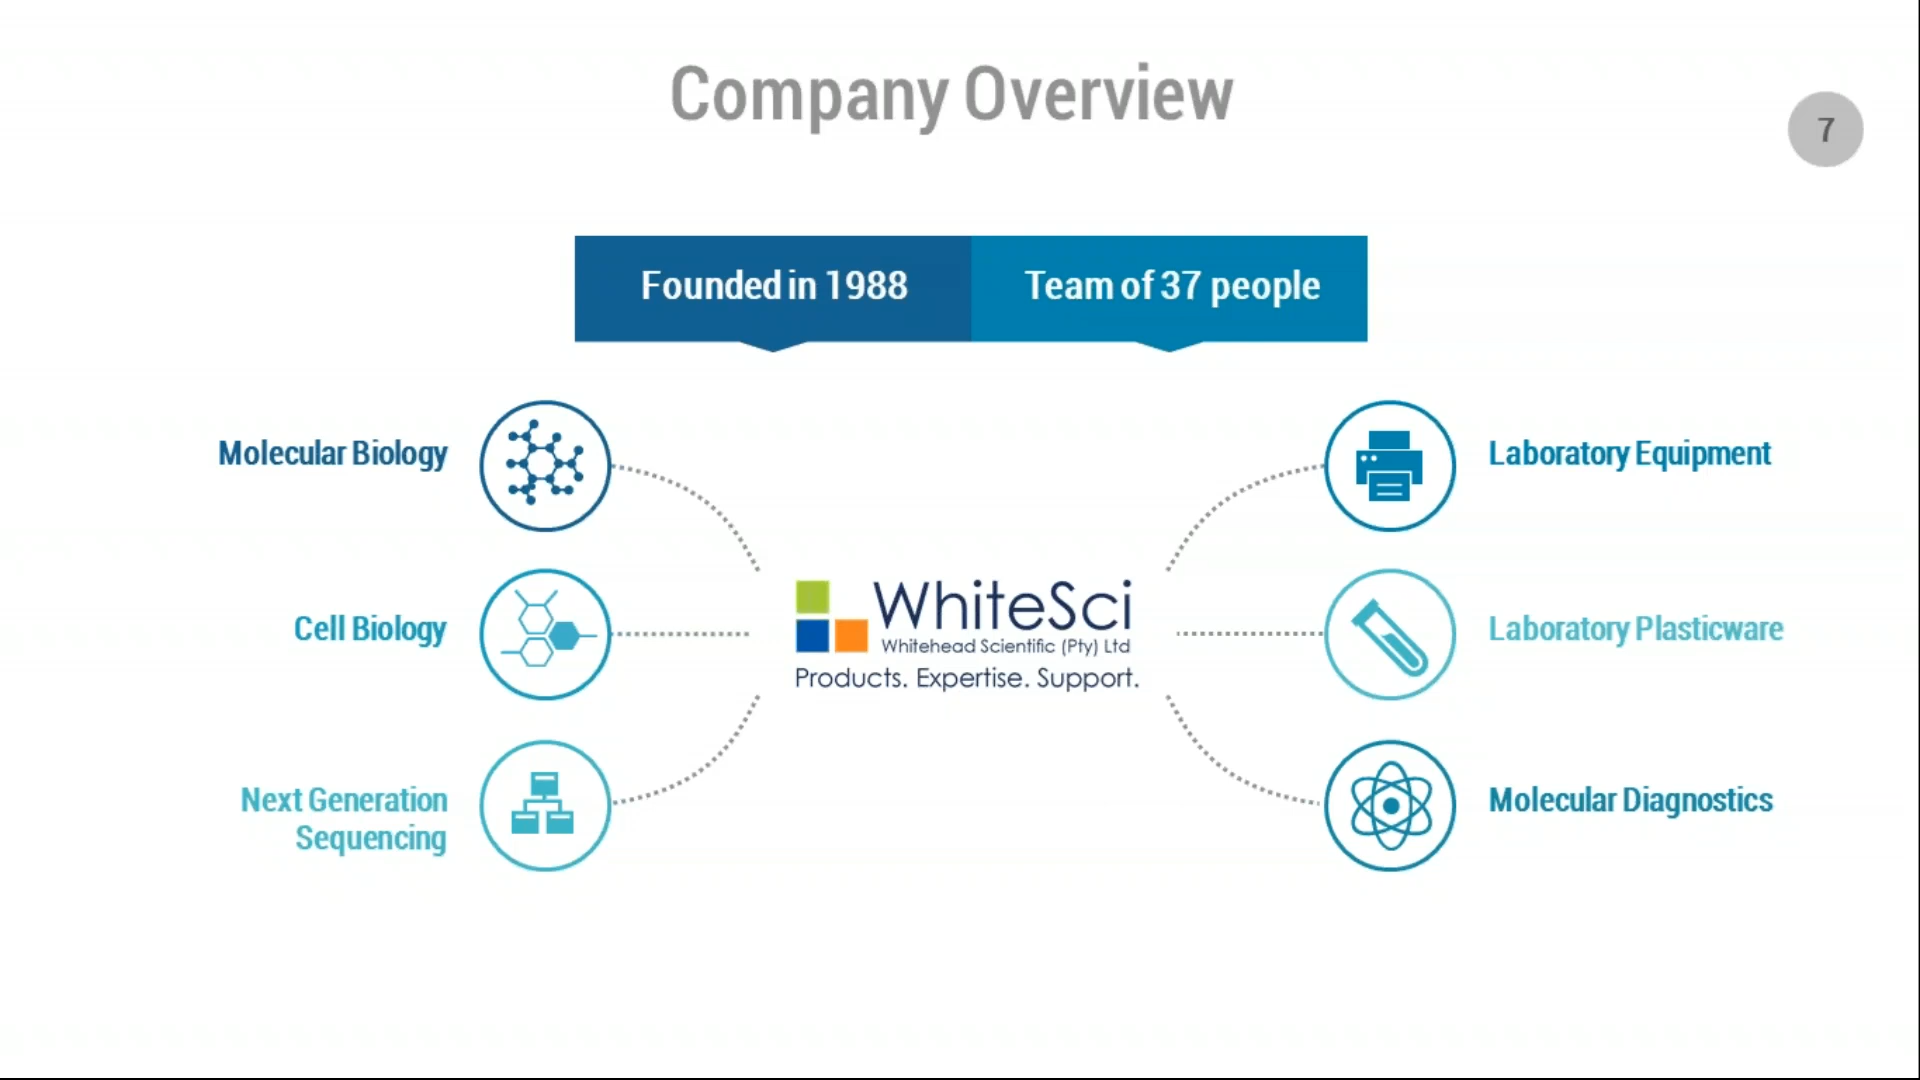 Company Overview
7
Founded in 1988
Team of 37 people
Molecular Biology
Laboratory Equipment
Cell Biology
WhiteSci
Whitehead Scientific (Pty) Ltd
Products. Expertise. Support.
Laboratory Plasticware
Next Generation
Sequencing
Molecular Diagnostics